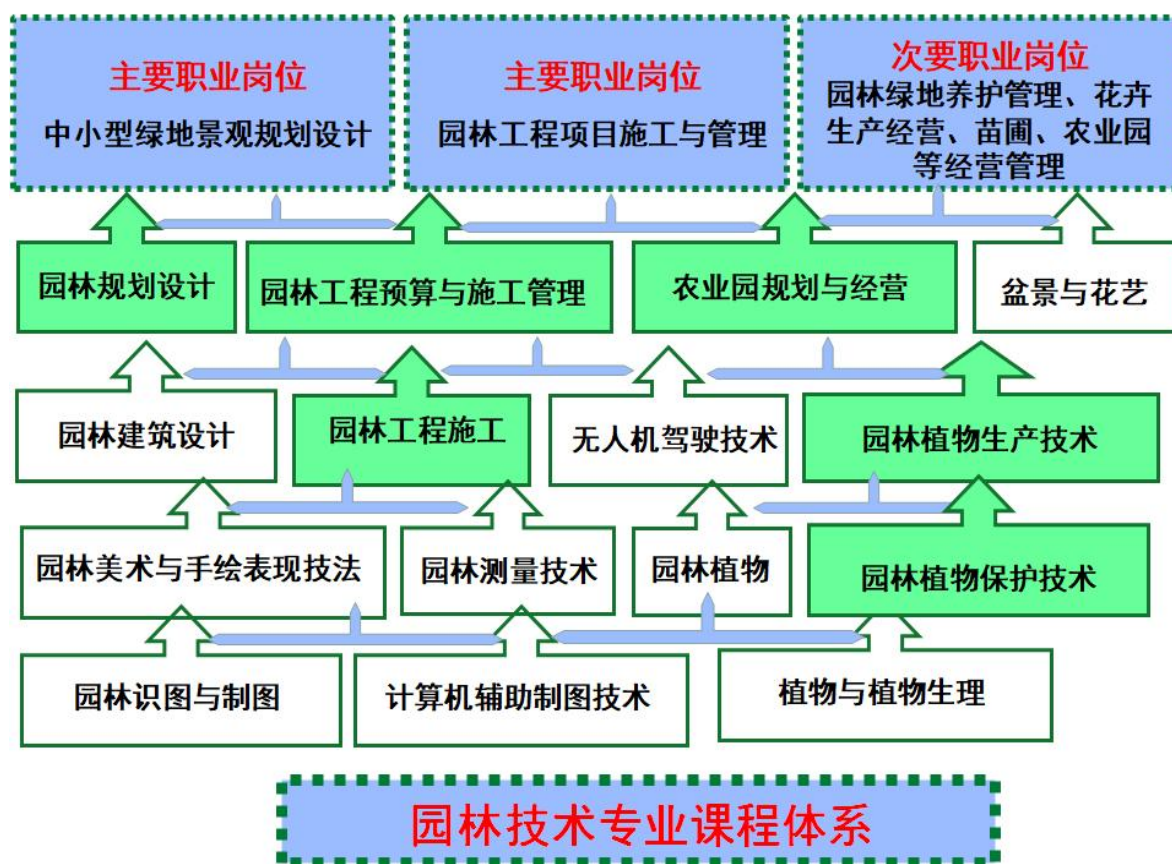 主要职业岗位
中小型绿地景观规划设计
主要职业岗位
园林工程项目施工与管理
次要职业岗位
园林绿地养护管理、花卉
生产经营、苗圃、农业园
等经营管理
园林规划设计
园林工程预算与施工管理
农业园规划与经营
盆景与花艺
园林建筑设计
园林工程施工
无人机驾驶技术
园林植物生产技术
园林美术与手绘表现技法
园林测量技术
园林植物
园林植物保护技术
园林识图与制图
计算机辅助制图技术
植物与植物生理
园林技术专业课程体系